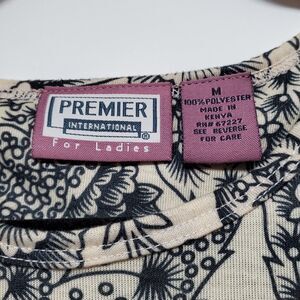 PREMIER
INTERNATIONAL
®
For Ladies
M
100% POLYESTER
MADE IN
KENYA
RN# 67227
SEE REVERSE
FOR CARE